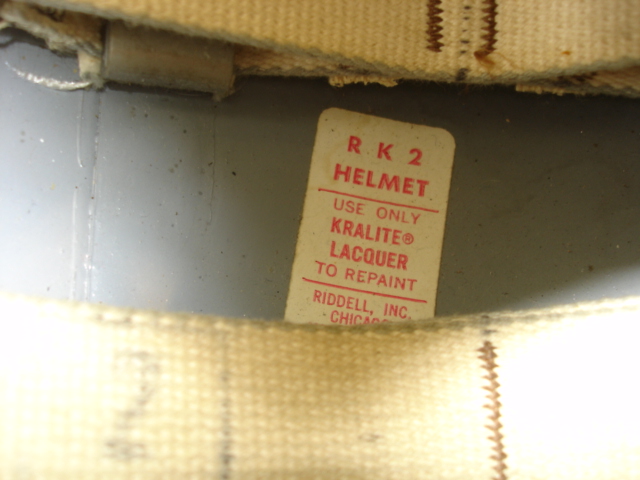 R K 2
HELMET
USE ONLY
KRALITE®
LACQUER
TO REPAINT
RIDDELL, INC.